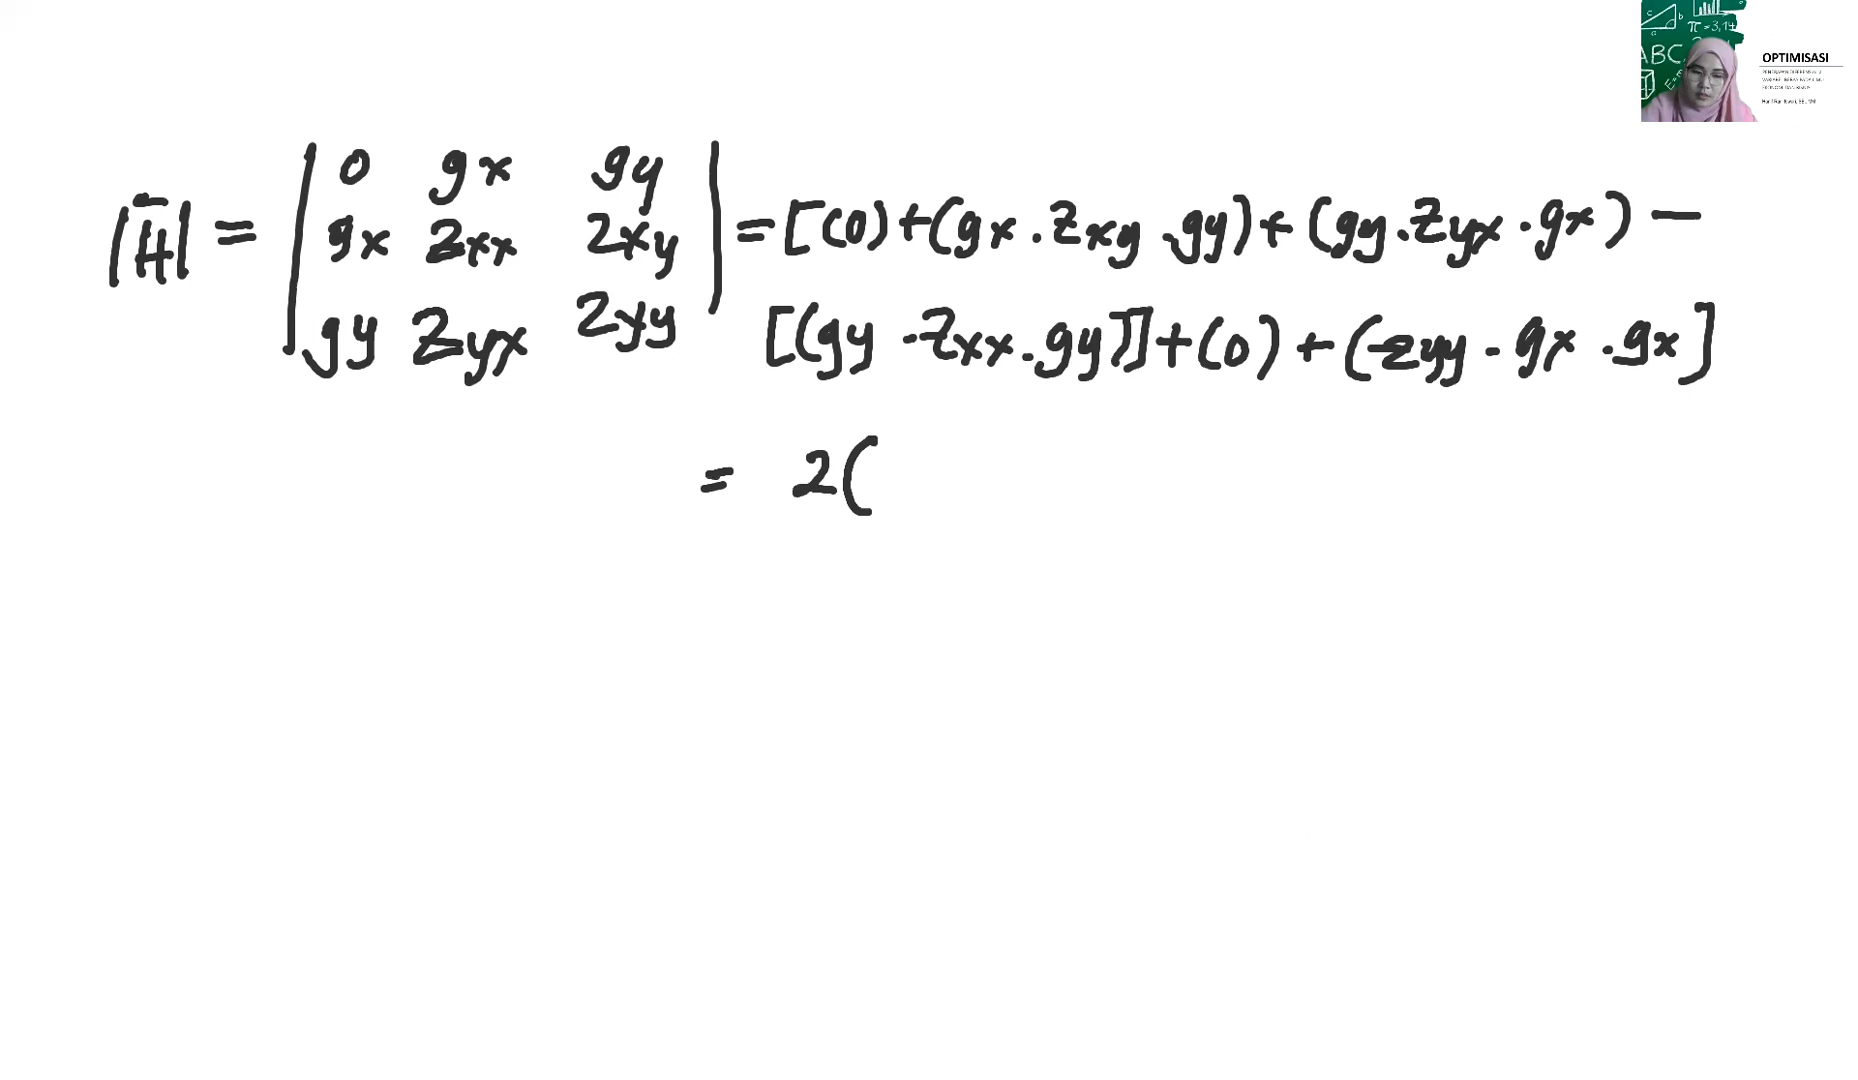 ABC
π = 3,14
OPTIMISASI
|H̄| = | 0 gx gy | = [(0) + (gx . Zxy . gy) + (gy . Zyx . gx) −
| gx Zxx Zxy |
| gy Zyx Zyy | [(gy . Zxx . gy)] + (0) + (Zyy . gx . gx]
= 2(